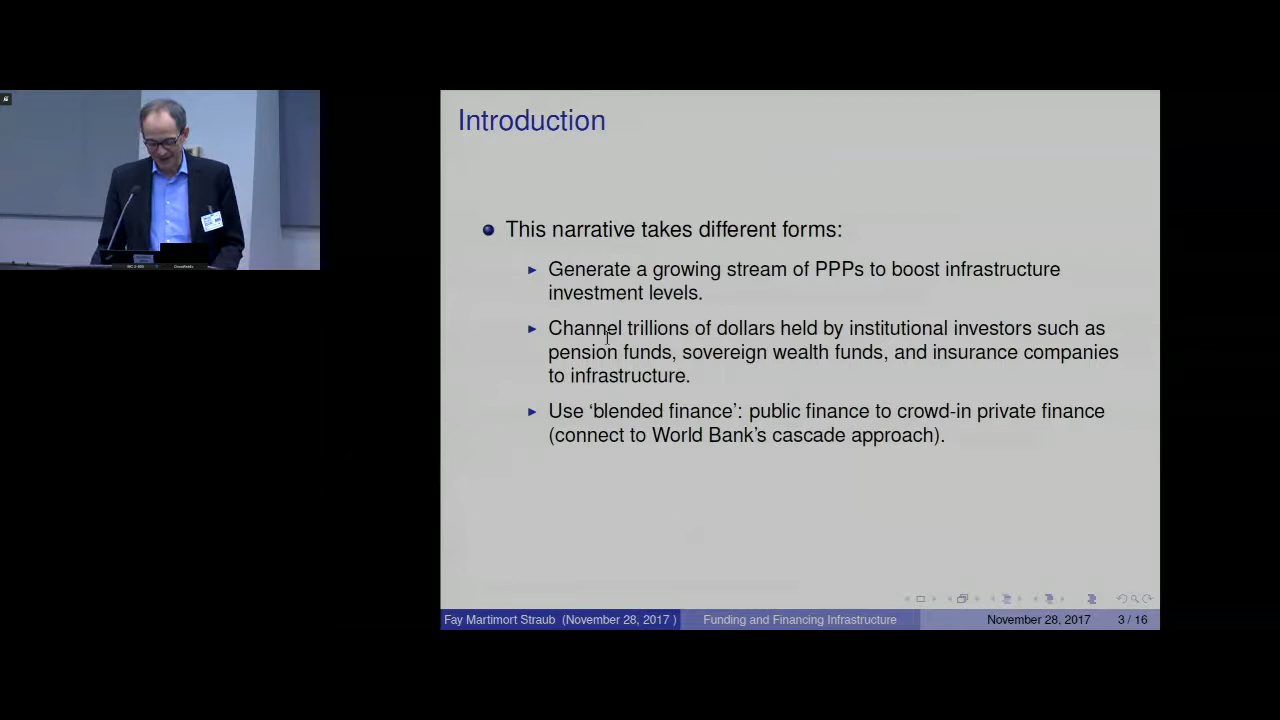 Introduction
This narrative takes different forms:
Generate a growing stream of PPPs to boost infrastructure
investment levels.
Channel trillions of dollars held by institutional investors such as
pension funds, sovereign wealth funds, and insurance companies
to infrastructure.
Use ‘blended finance’: public finance to crowd-in private finance
(connect to World Bank’s cascade approach).
Fay Martimort Straub (November 28, 2017 )
Funding and Financing Infrastructure
November 28, 2017
3 / 16